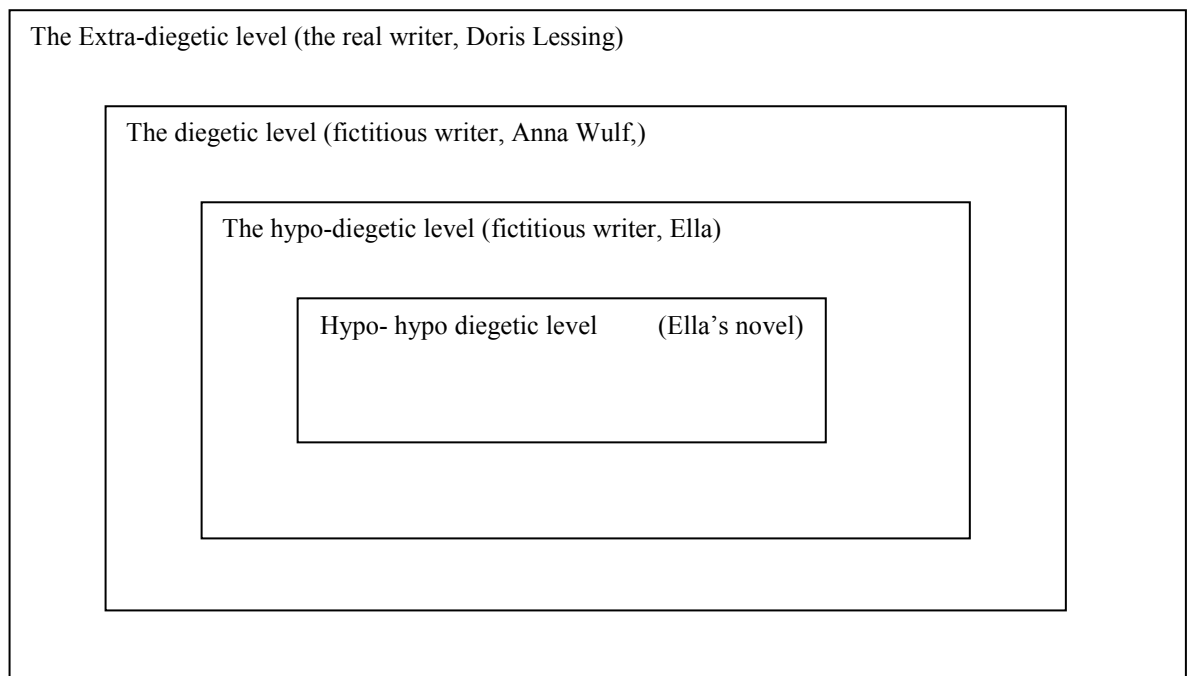 The Extra-diegetic level (the real writer, Doris Lessing)
The diegetic level (fictitious writer, Anna Wulf,)
The hypo-diegetic level (fictitious writer, Ella)
Hypo- hypo diegetic level (Ella’s novel)